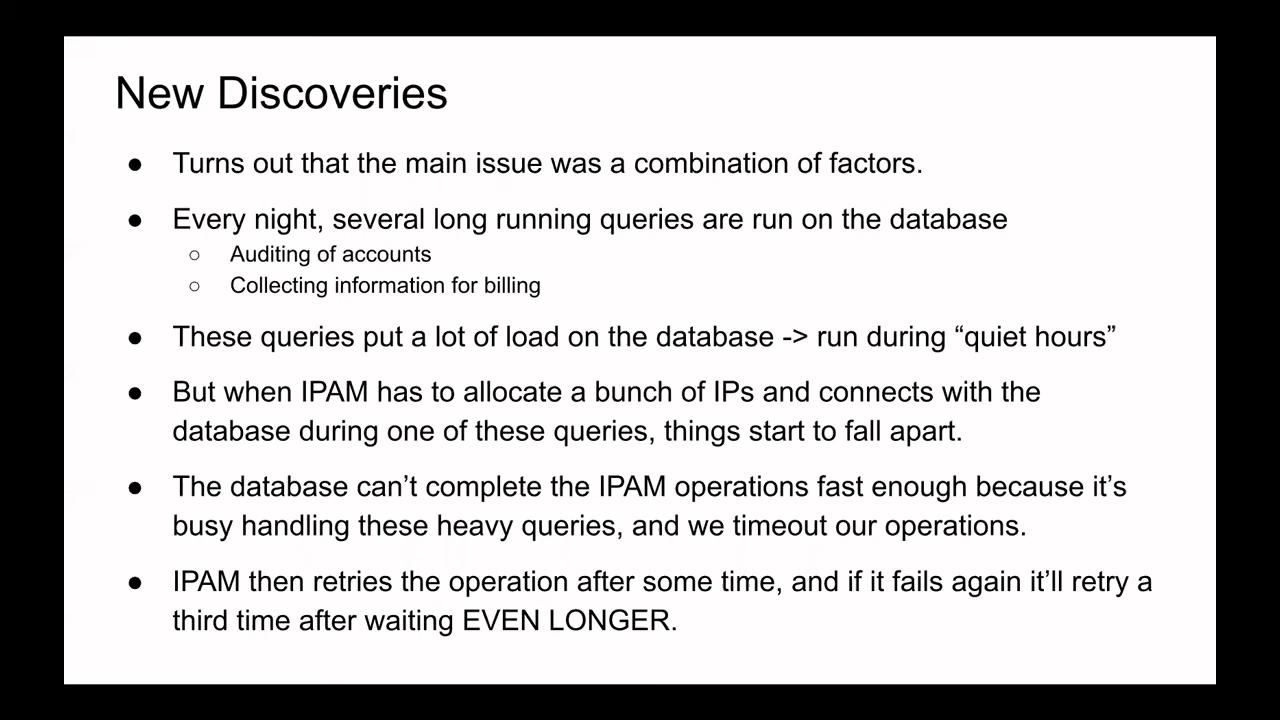 New Discoveries
● Turns out that the main issue was a combination of factors.
● Every night, several long running queries are run on the database
○ Auditing of accounts
○ Collecting information for billing
● These queries put a lot of load on the database -> run during “quiet hours”
● But when IPAM has to allocate a bunch of IPs and connects with the
database during one of these queries, things start to fall apart.
● The database can’t complete the IPAM operations fast enough because it’s
busy handling these heavy queries, and we timeout our operations.
● IPAM then retries the operation after some time, and if it fails again it’ll retry a
third time after waiting EVEN LONGER.